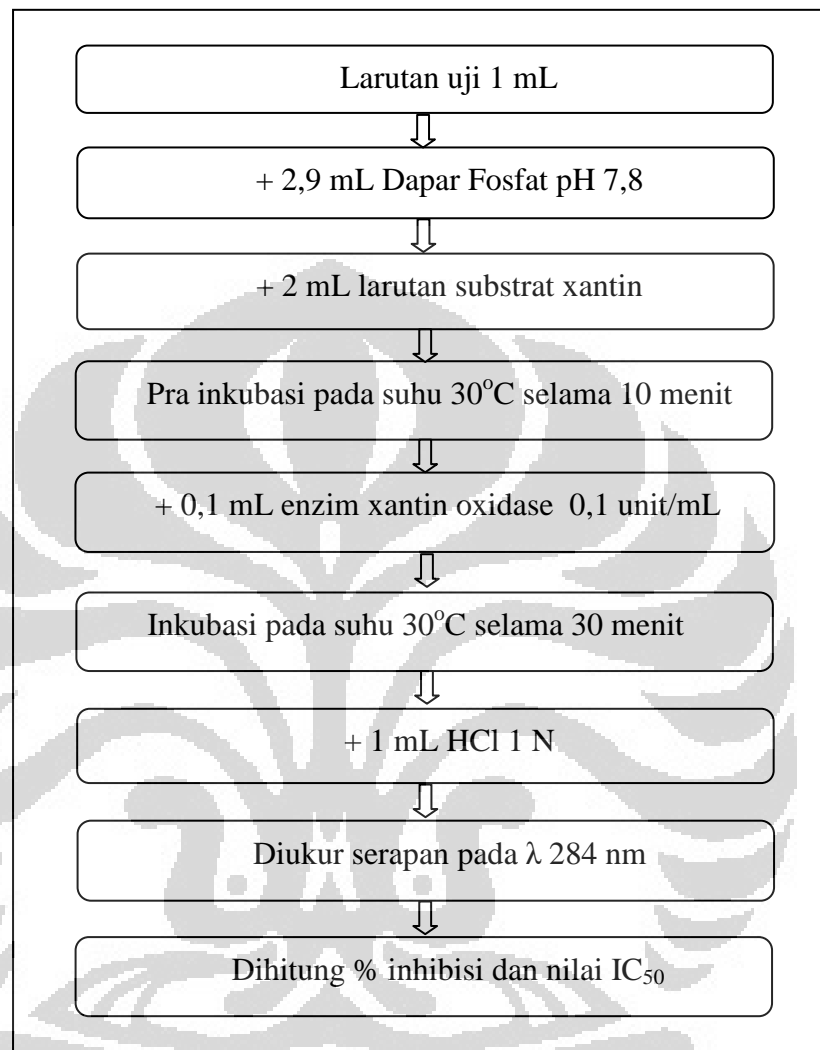 Larutan uji 1 mL
+ 2,9 mL Dapar Fosfat pH 7,8
+ 2 mL larutan substrat xantin
Pra inkubasi pada suhu 30°C selama 10 menit
+ 0,1 mL enzim xantin oxidase 0,1 unit/mL
Inkubasi pada suhu 30°C selama 30 menit
+ 1 mL HCl 1 N
Diukur serapan pada λ 284 nm
Dihitung % inhibisi dan nilai IC₅₀